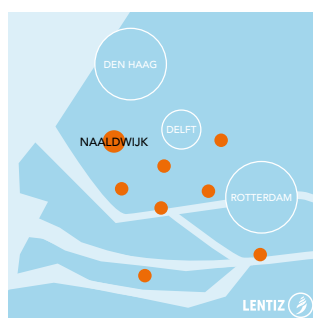 DEN HAAG
DELFT
NAALDWIJK
ROTTERDAM
LENTIZ